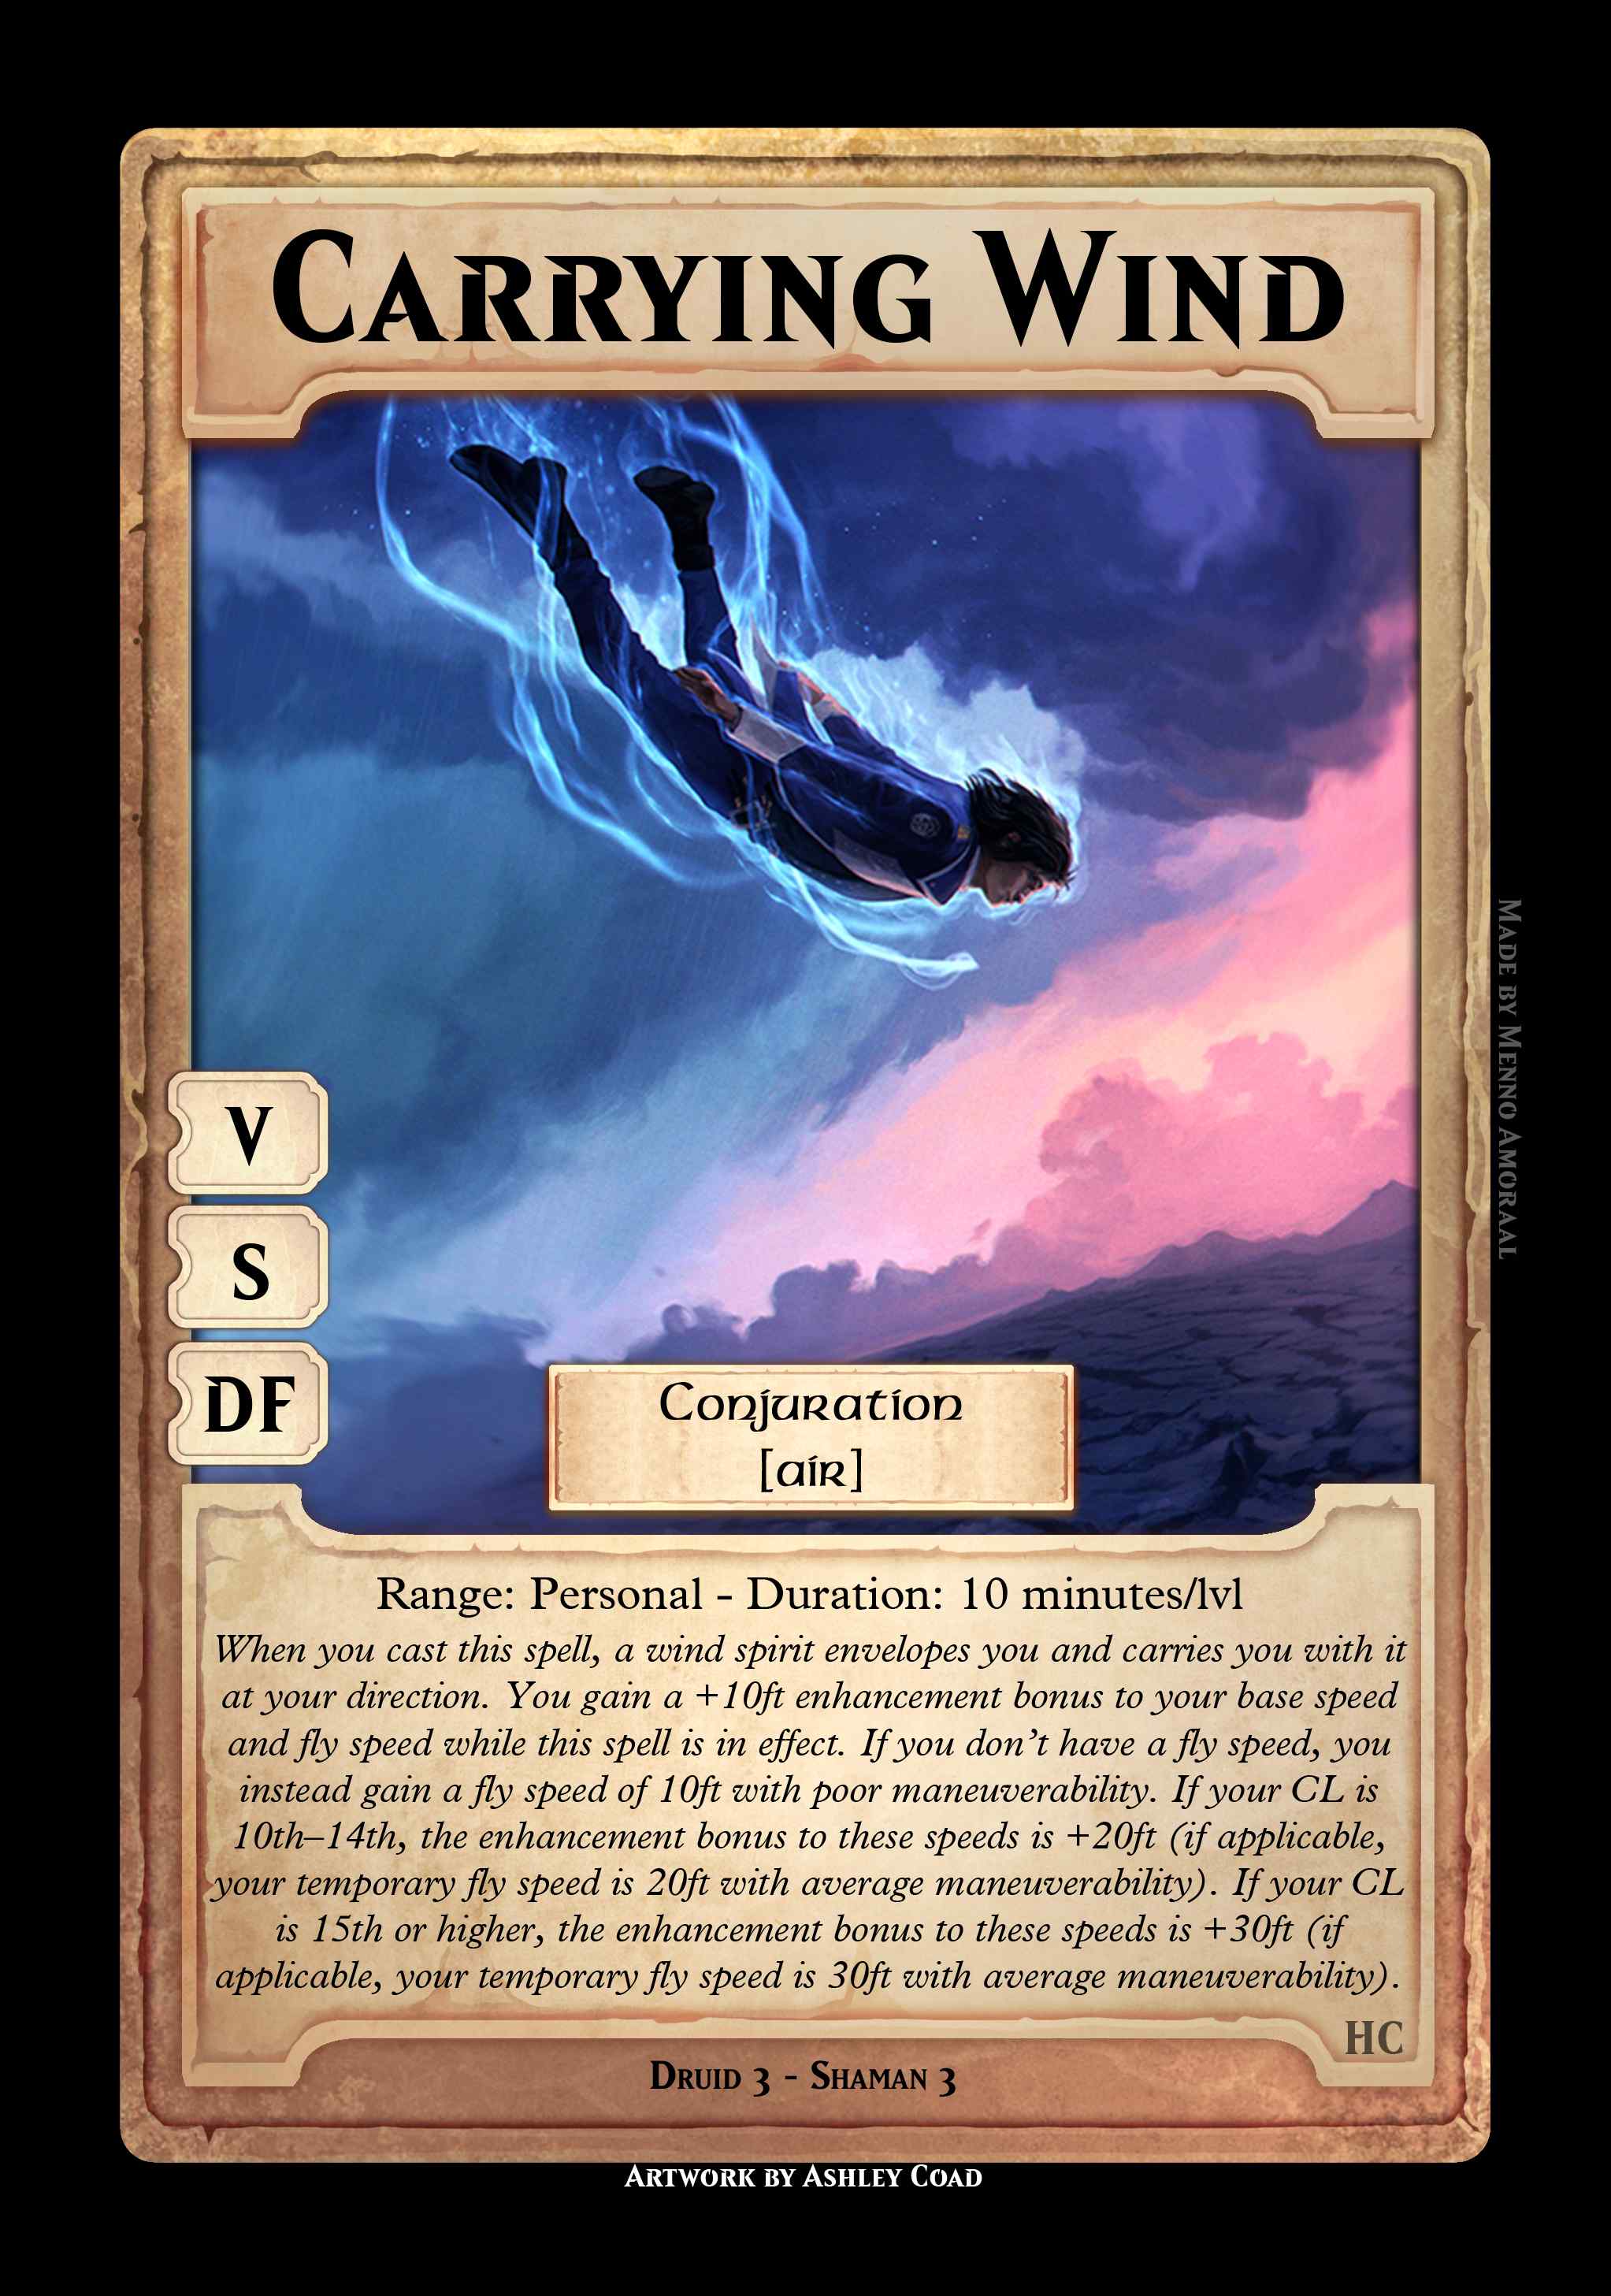 Carrying Wind
Made by Menno Amoraal
V
S
DF
Conjuration
[air]
Range: Personal - Duration: 10 minutes/lvl
When you cast this spell, a wind spirit envelopes you and carries you with it
at your direction. You gain a +10ft enhancement bonus to your base speed
and fly speed while this spell is in effect. If you don’t have a fly speed, you
instead gain a fly speed of 10ft with poor maneuverability. If your CL is
10th–14th, the enhancement bonus to these speeds is +20ft (if applicable,
your temporary fly speed is 20ft with average maneuverability). If your CL
is 15th or higher, the enhancement bonus to these speeds is +30ft (if
applicable, your temporary fly speed is 30ft with average maneuverability).
HC
Druid 3 - Shaman 3
Artwork by Ashley Coad